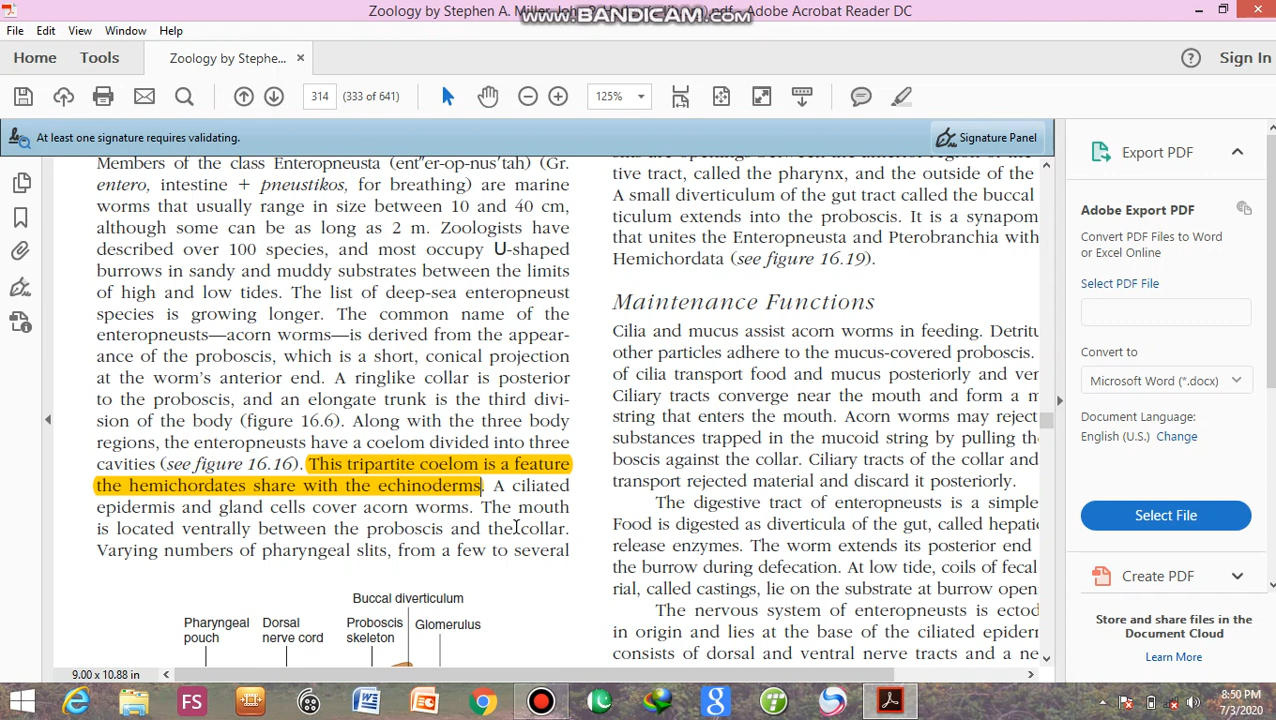 Zoology by Stephen A. Miller
- Adobe Acrobat Reader DC
www.BANDICAM.com
File Edit View Window Help
Home Tools Zoology by Stephe... × Sign In
314 (333 of 641) 125%
At least one signature requires validating. Signature Panel
Members of the class Enteropneusta (ent″er-op-nus′tah) (Gr.
entero, intestine + pneustikos, for breathing) are marine
worms that usually range in size between 10 and 40 cm,
although some can be as long as 2 m. Zoologists have
described over 100 species, and most occupy U-shaped
burrows in sandy and muddy substrates between the limits
of high and low tides. The list of deep-sea enteropneust
species is growing longer. The common name of the
enteropneusts—acorn worms—is derived from the appear-
ance of the proboscis, which is a short, conical projection
at the worm's anterior end. A ringlike collar is posterior
to the proboscis, and an elongate trunk is the third divi-
sion of the body (figure 16.6). Along with the three body
regions, the enteropneusts have a coelom divided into three
cavities (see figure 16.16). This tripartite coelom is a feature
the hemichordates share with the echinoderms. A ciliated
epidermis and gland cells cover acorn worms. The mouth
is located ventrally between the proboscis and the collar.
Varying numbers of pharyngeal slits, from a few to several
Buccal diverticulum
Pharyngeal
pouch
Dorsal
nerve cord
Proboscis
skeleton
Glomerulus
slits are openings between the anterior region of the
tive tract, called the pharynx, and the outside of the
A small diverticulum of the gut tract called the buccal
ticulum extends into the proboscis. It is a synapom
that unites the Enteropneusta and Pterobranchia with
Hemichordata (see figure 16.19).
Maintenance Functions
Cilia and mucus assist acorn worms in feeding. Detritu
other particles adhere to the mucus-covered proboscis.
of cilia transport food and mucus posteriorly and ven
Ciliary tracts converge near the mouth and form a m
string that enters the mouth. Acorn worms may reject
substances trapped in the mucoid string by pulling the
boscis against the collar. Ciliary tracts of the collar and
transport rejected material and discard it posteriorly.
The digestive tract of enteropneusts is a simple
Food is digested as diverticula of the gut, called hepatic
release enzymes. The worm extends its posterior end
the burrow during defecation. At low tide, coils of fecal
rial, called castings, lie on the substrate at burrow open
The nervous system of enteropneusts is ectod
in origin and lies at the base of the ciliated epiderm
consists of dorsal and ventral nerve tracts and a ne
9.00 x 10.88 in
Export PDF
Adobe Export PDF
Convert PDF Files to Word
or Excel Online
Select PDF File
Convert to
Microsoft Word (*.docx)
Document Language:
English (U.S.) Change
Select File
Create PDF
Store and share files in the
Document Cloud
Learn More
FS
8:50 PM
7/3/2020